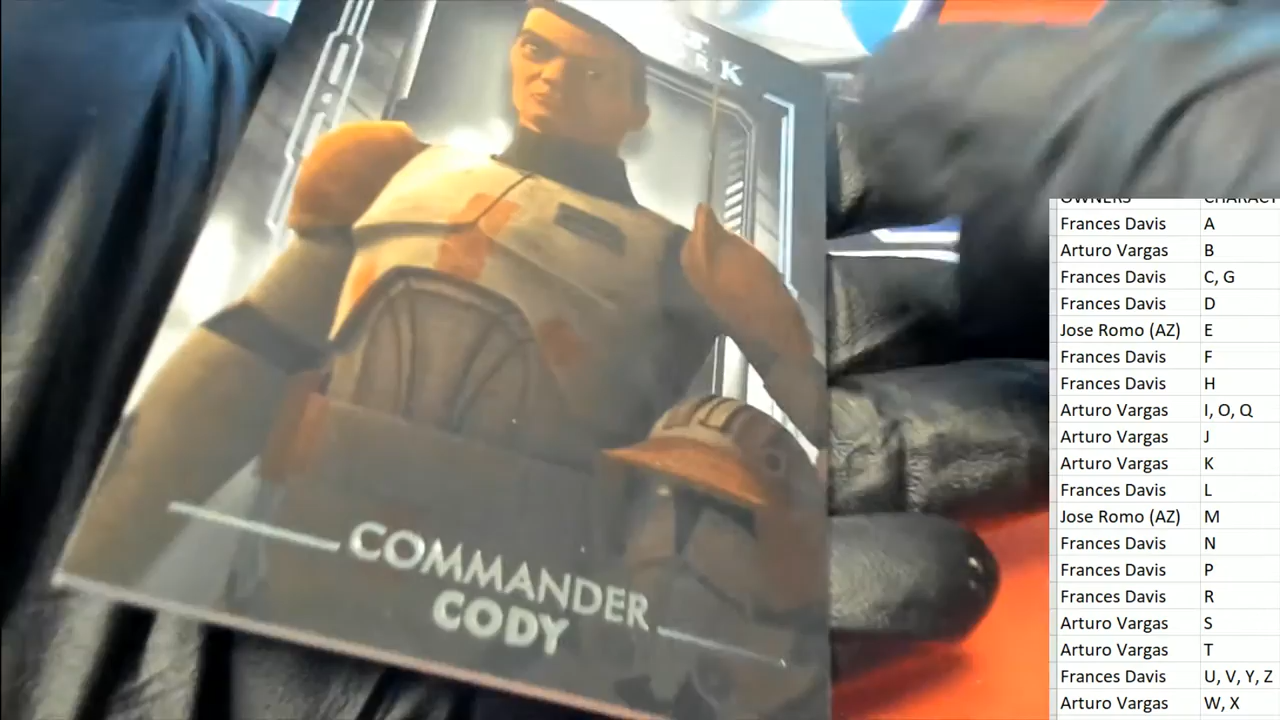 COMMANDER
CODY
OWNERS CHARACT
Frances Davis A
Arturo Vargas B
Frances Davis C, G
Frances Davis D
Jose Romo (AZ) E
Frances Davis F
Frances Davis H
Arturo Vargas I, O, Q
Arturo Vargas J
Arturo Vargas K
Frances Davis L
Jose Romo (AZ) M
Frances Davis N
Frances Davis P
Frances Davis R
Arturo Vargas S
Arturo Vargas T
Frances Davis U, V, Y, Z
Arturo Vargas W, X